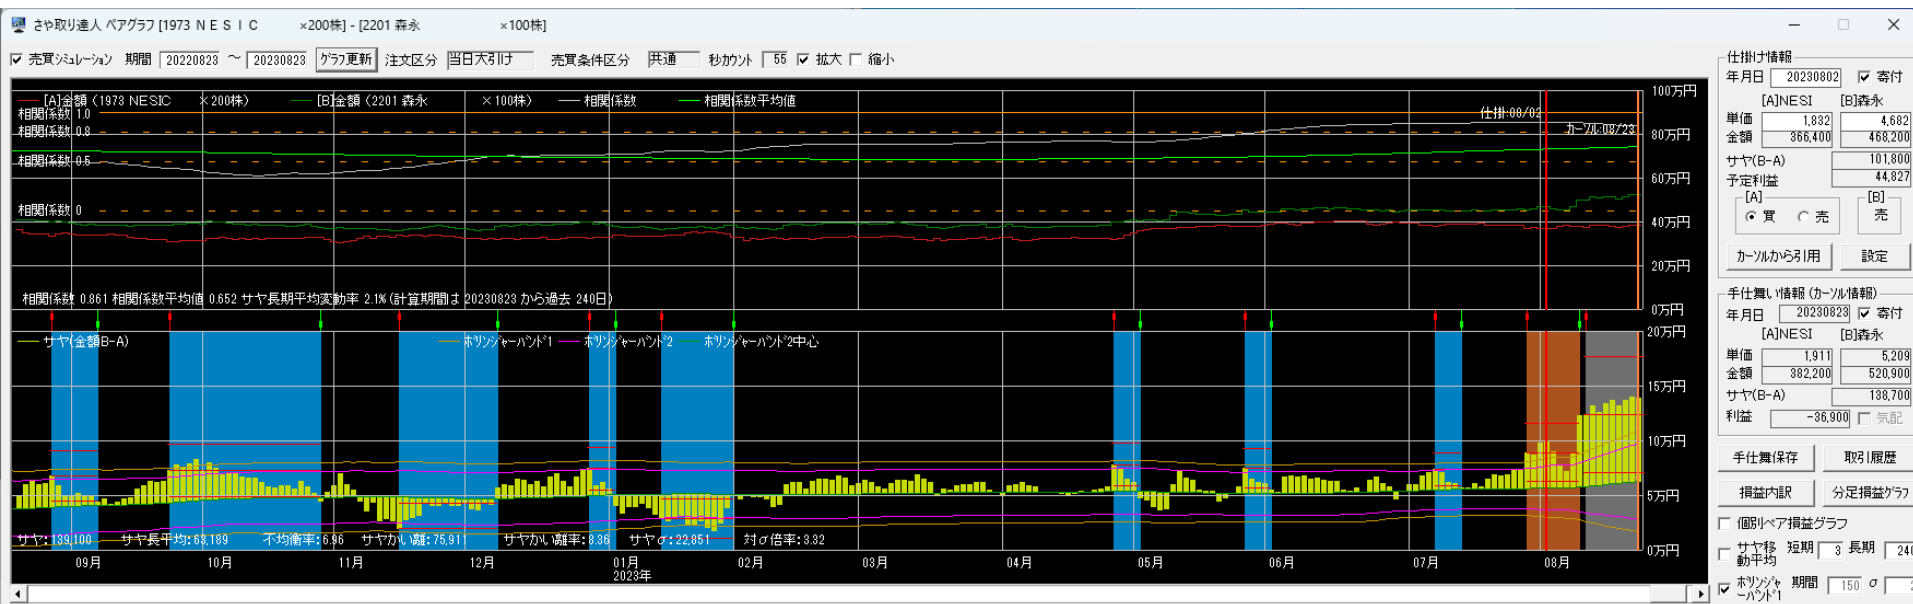 さや取り達人 ペアグラフ [1973 ＮＥＳＩＣ ×200株] - [2201 森永 ×100株]
売買ｼﾐｭﾚｰｼｮﾝ 期間 20220823 ～ 20230823 ｸﾞﾗﾌ更新 注文区分 当日大引け 売買条件区分 共通 秒ｶｳﾝﾄ 55 拡大 縮小
[A]金額 (1973 NESIC ×200株) [B]金額 (2201 森永 ×100株) 相関係数 相関係数平均値
相関係数 1.0
相関係数 0.8
相関係数 0.5
相関係数 0
仕掛:08/02
ｶｰｿﾙ:08/23
100万円
80万円
60万円
40万円
20万円
0万円
相関係数 0.861 相関係数平均値 0.652 サヤ長期平均変動率 2.1% (計算期間は 20230823 から過去 240日)
サヤ(金額B-A) ﾎﾞﾘﾝｼﾞｬｰﾊﾞﾝﾄﾞ1 ﾎﾞﾘﾝｼﾞｬｰﾊﾞﾝﾄﾞ2 ﾎﾞﾘﾝｼﾞｬｰﾊﾞﾝﾄﾞ2中心
20万円
15万円
10万円
5万円
0万円
サヤ:139,100 サヤ長平均:63,189 不均衡率:6.96 サヤかい離:75,911 サヤかい離率:8.36 サヤσ:22,851 対σ倍率:3.32
09月 10月 11月 12月 01月 02月 03月 04月 05月 06月 07月 08月
2023年
仕掛け情報
年月日 20230802 寄付
[A]NESI [B]森永
単価 1,832 4,682
金額 366,400 468,200
サヤ(B-A) 101,800
予定利益 44,827
[A] [B]
買 売 売
ｶｰｿﾙから引用 設定
手仕舞い情報 (ｶｰｿﾙ情報)
年月日 20230823 寄付
[A]NESI [B]森永
単価 1,911 5,209
金額 382,200 520,900
サヤ(B-A) 138,700
利益 -36,900 気配
手仕舞保存 取引履歴
損益内訳 分足損益ｸﾞﾗﾌ
個別ペア損益グラフ
サヤ移動平均 短期 3 長期 240
ﾎﾞﾘﾝｼﾞｬｰﾊﾞﾝﾄﾞ1 期間 150 σ